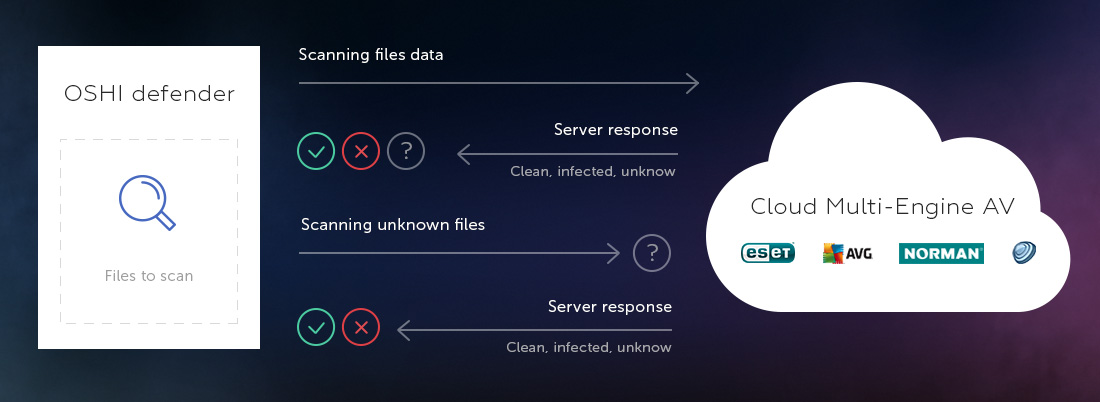 OSHI defender
Files to scan
Scanning files data
Server response
Clean, infected, unknow
?
Scanning unknown files
?
Server response
Clean, infected, unknow
Cloud Multi-Engine AV
eseT AVG NORMAN